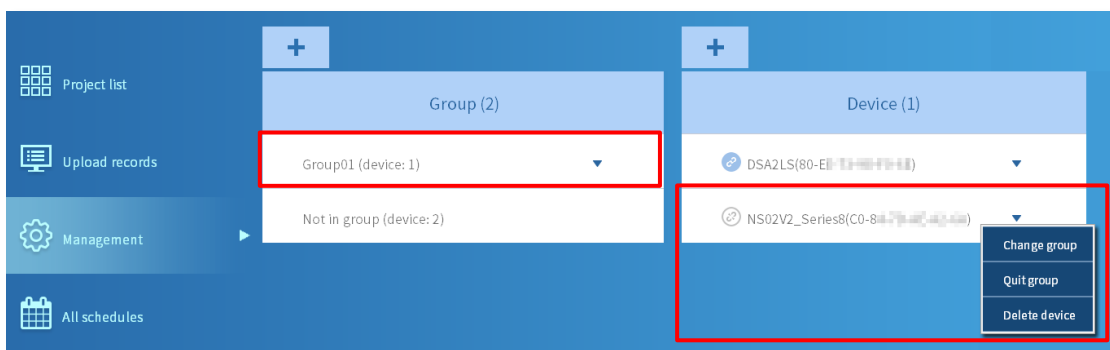 Project list
Upload records
Management
All schedules
+
Group (2)
Group01 (device: 1)
Not in group (device: 2)
+
Device (1)
DSA2LS(80-E )
NS02V2_Series8(C0-8 )
Change group
Quit group
Delete device